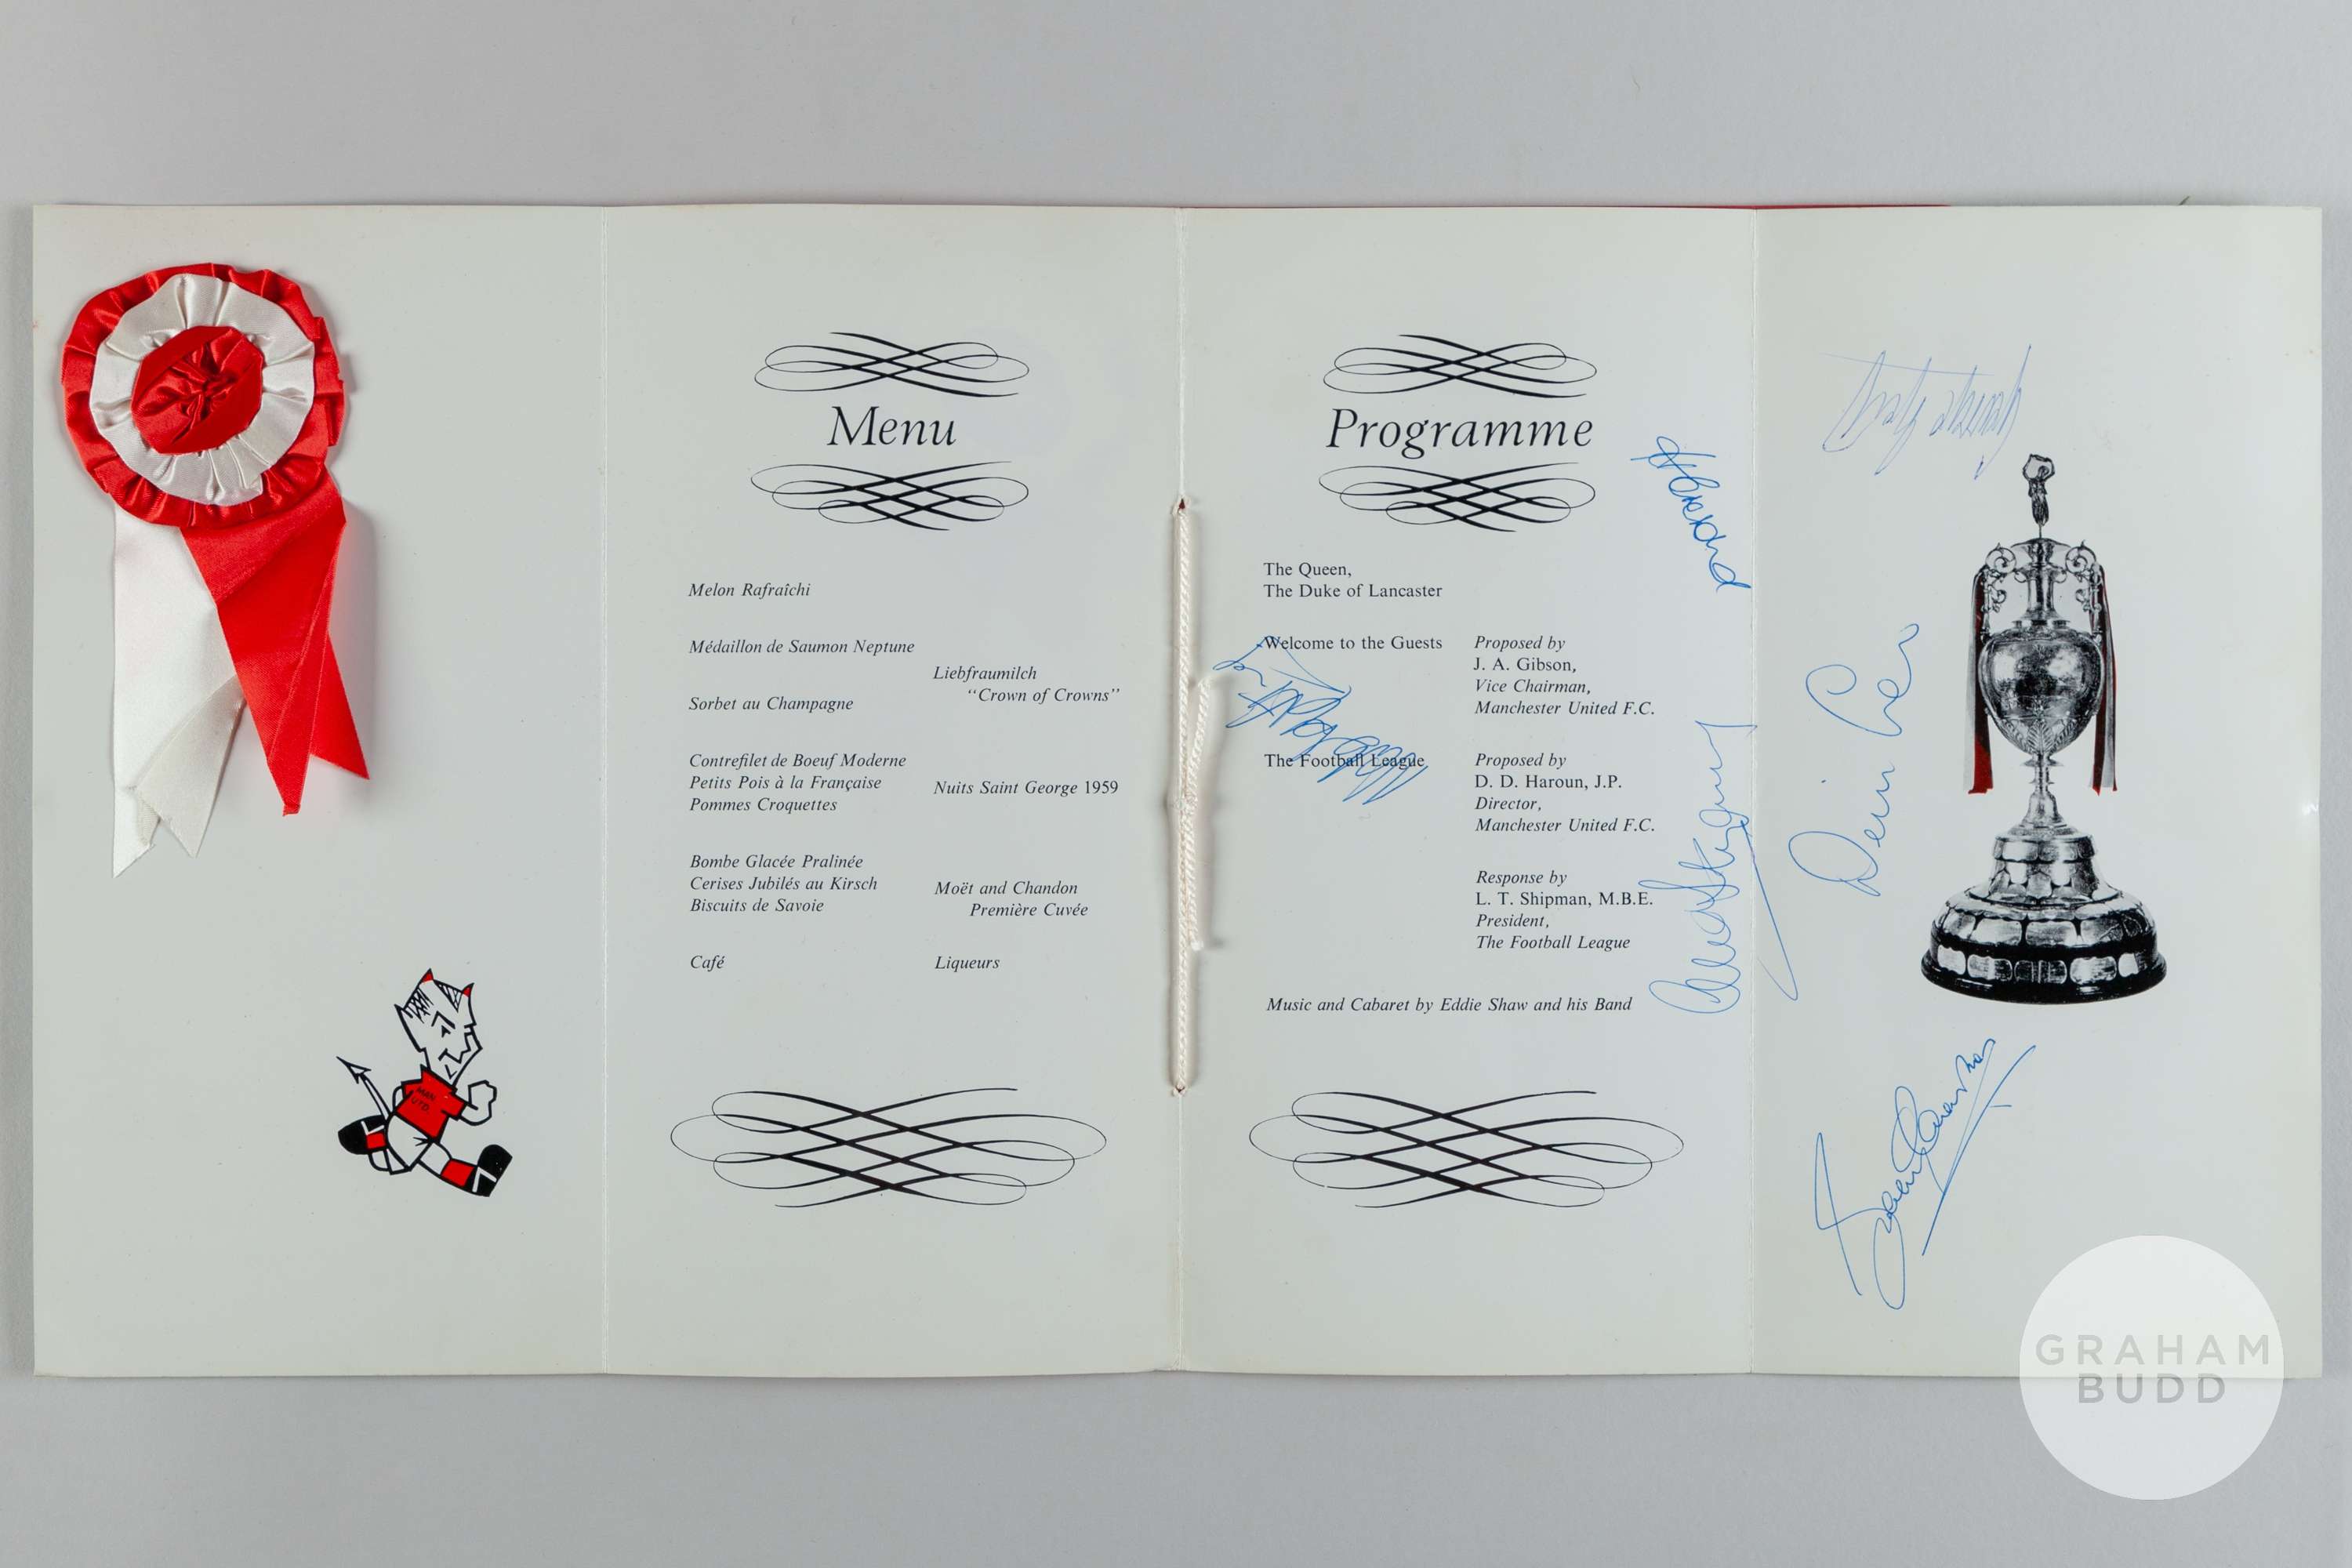 MAN
UTD.
Menu
Melon Rafraîchi
Médaillon de Saumon Neptune
Liebfraumilch
"Crown of Crowns"
Sorbet au Champagne
Contrefilet de Boeuf Moderne
Petits Pois à la Française
Nuits Saint George 1959
Pommes Croquettes
Bombe Glacée Pralinée
Cerises Jubilés au Kirsch
Moët and Chandon
Biscuits de Savoie
Première Cuvée
Café
Liqueurs
Programme
The Queen,
The Duke of Lancaster
Welcome to the Guests
Proposed by
J. A. Gibson,
Vice Chairman,
Manchester United F.C.
The Football League
Proposed by
D. D. Haroun, J.P.
Director,
Manchester United F.C.
Response by
L. T. Shipman, M.B.E.
President,
The Football League
Music and Cabaret by Eddie Shaw and his Band
GRAHAM
BUDD